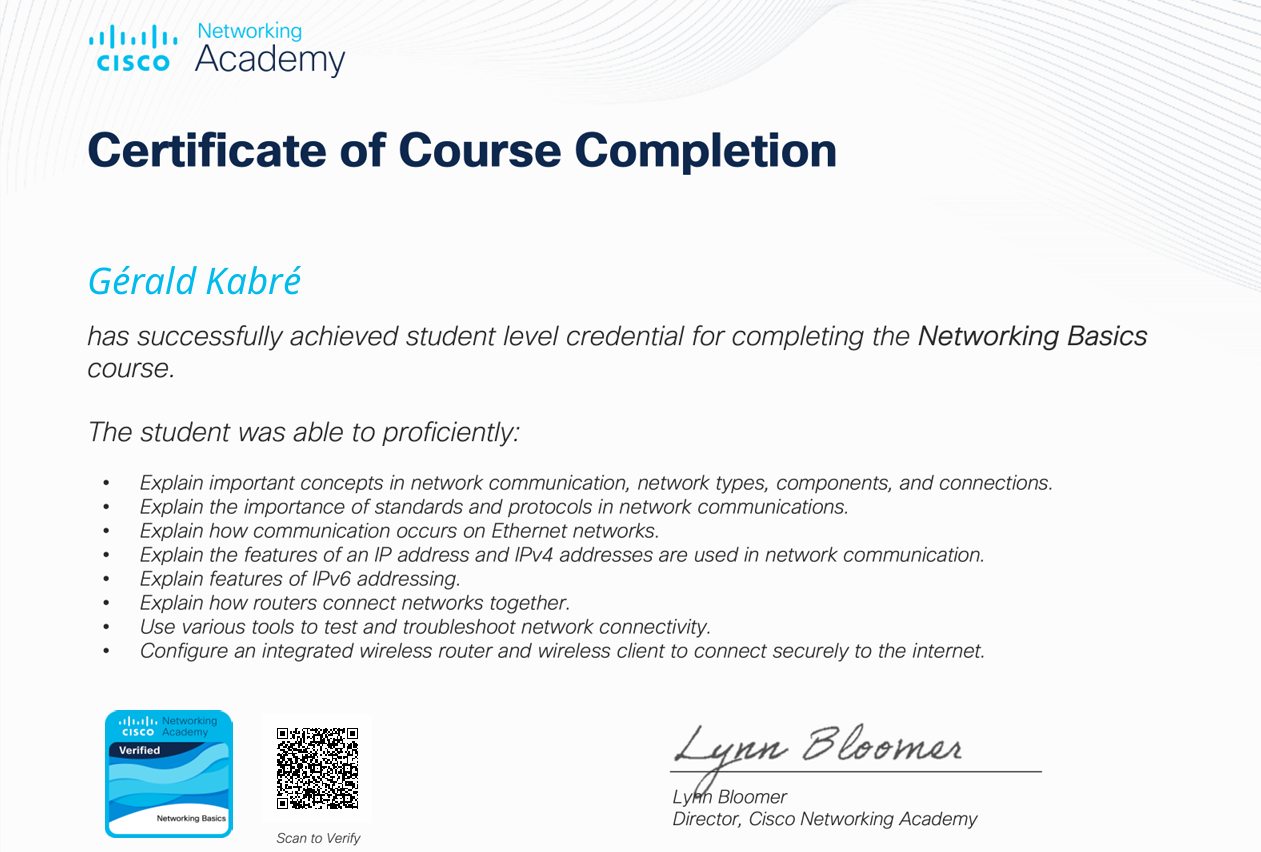 Networking
CISCO Academy
Certificate of Course Completion
Gérald Kabré
has successfully achieved student level credential for completing the Networking Basics
course.
The student was able to proficiently:
• Explain important concepts in network communication, network types, components, and connections.
• Explain the importance of standards and protocols in network communications.
• Explain how communication occurs on Ethernet networks.
• Explain the features of an IP address and IPv4 addresses are used in network communication.
• Explain features of IPv6 addressing.
• Explain how routers connect networks together.
• Use various tools to test and troubleshoot network connectivity.
• Configure an integrated wireless router and wireless client to connect securely to the internet.
Networking
CISCO Academy
Verified
Networking Basics
Scan to Verify
Lynn Bloomer
Lynn Bloomer
Director, Cisco Networking Academy